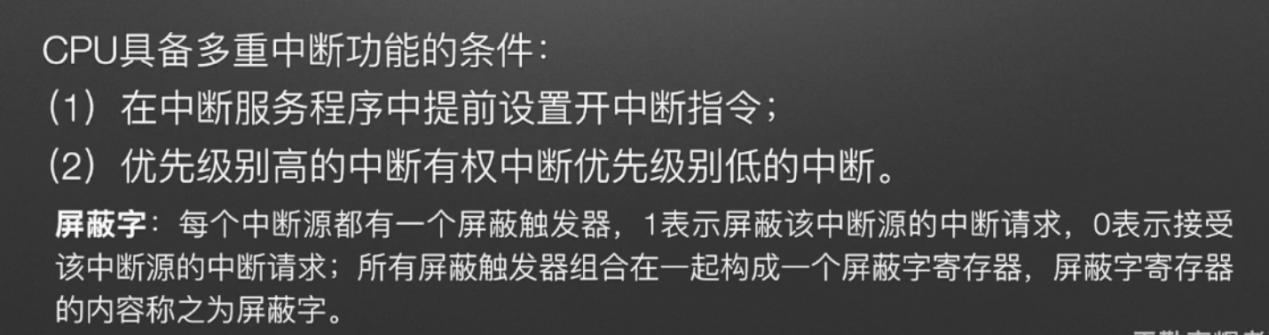 CPU具备多重中断功能的条件：
（1）在中断服务程序中提前设置开中断指令；
（2）优先级别高的中断有权中断优先级别低的中断。
屏蔽字：每个中断源都有一个屏蔽触发器，1表示屏蔽该中断源的中断请求，0表示接受
该中断源的中断请求；所有屏蔽触发器组合在一起构成一个屏蔽字寄存器，屏蔽字寄存器
的内容称之为屏蔽字。